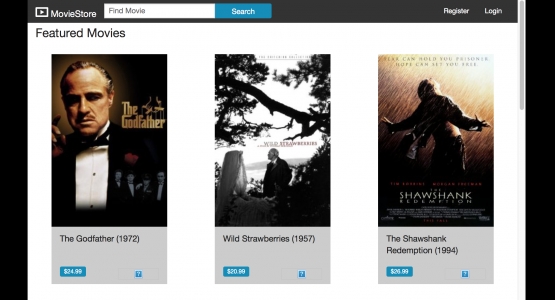 MovieStore
Find Movie
Search
Register
Login
Featured Movies
The
Godfather
WILD STRAWBERRIES
FEAR CAN HOLD YOU PRISONER.
HOPE CAN SET YOU FREE.
TIM ROBBINS MORGAN FREEMAN
THE
SHAWSHANK
REDEMPTION
The Godfather (1972)
Wild Strawberries (1957)
The Shawshank
Redemption (1994)
$24.99
?
$20.99
?
$26.99
?